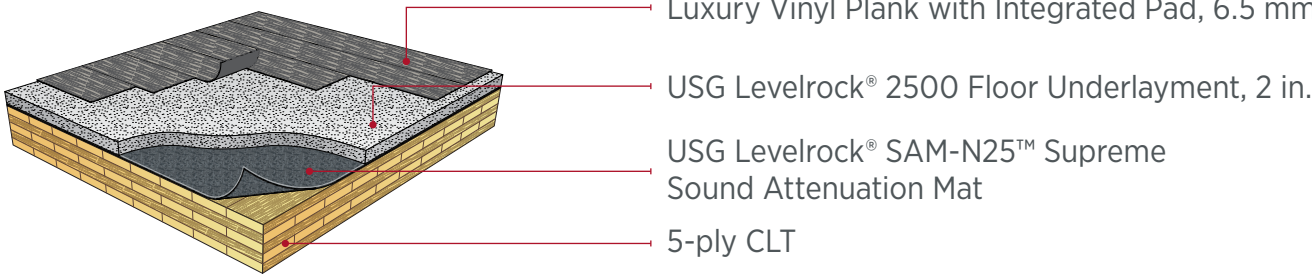 Luxury Vinyl Plank with Integrated Pad, 6.5 mm
USG Levelrock® 2500 Floor Underlayment, 2 in.
USG Levelrock® SAM-N25™ Supreme
Sound Attenuation Mat
5-ply CLT